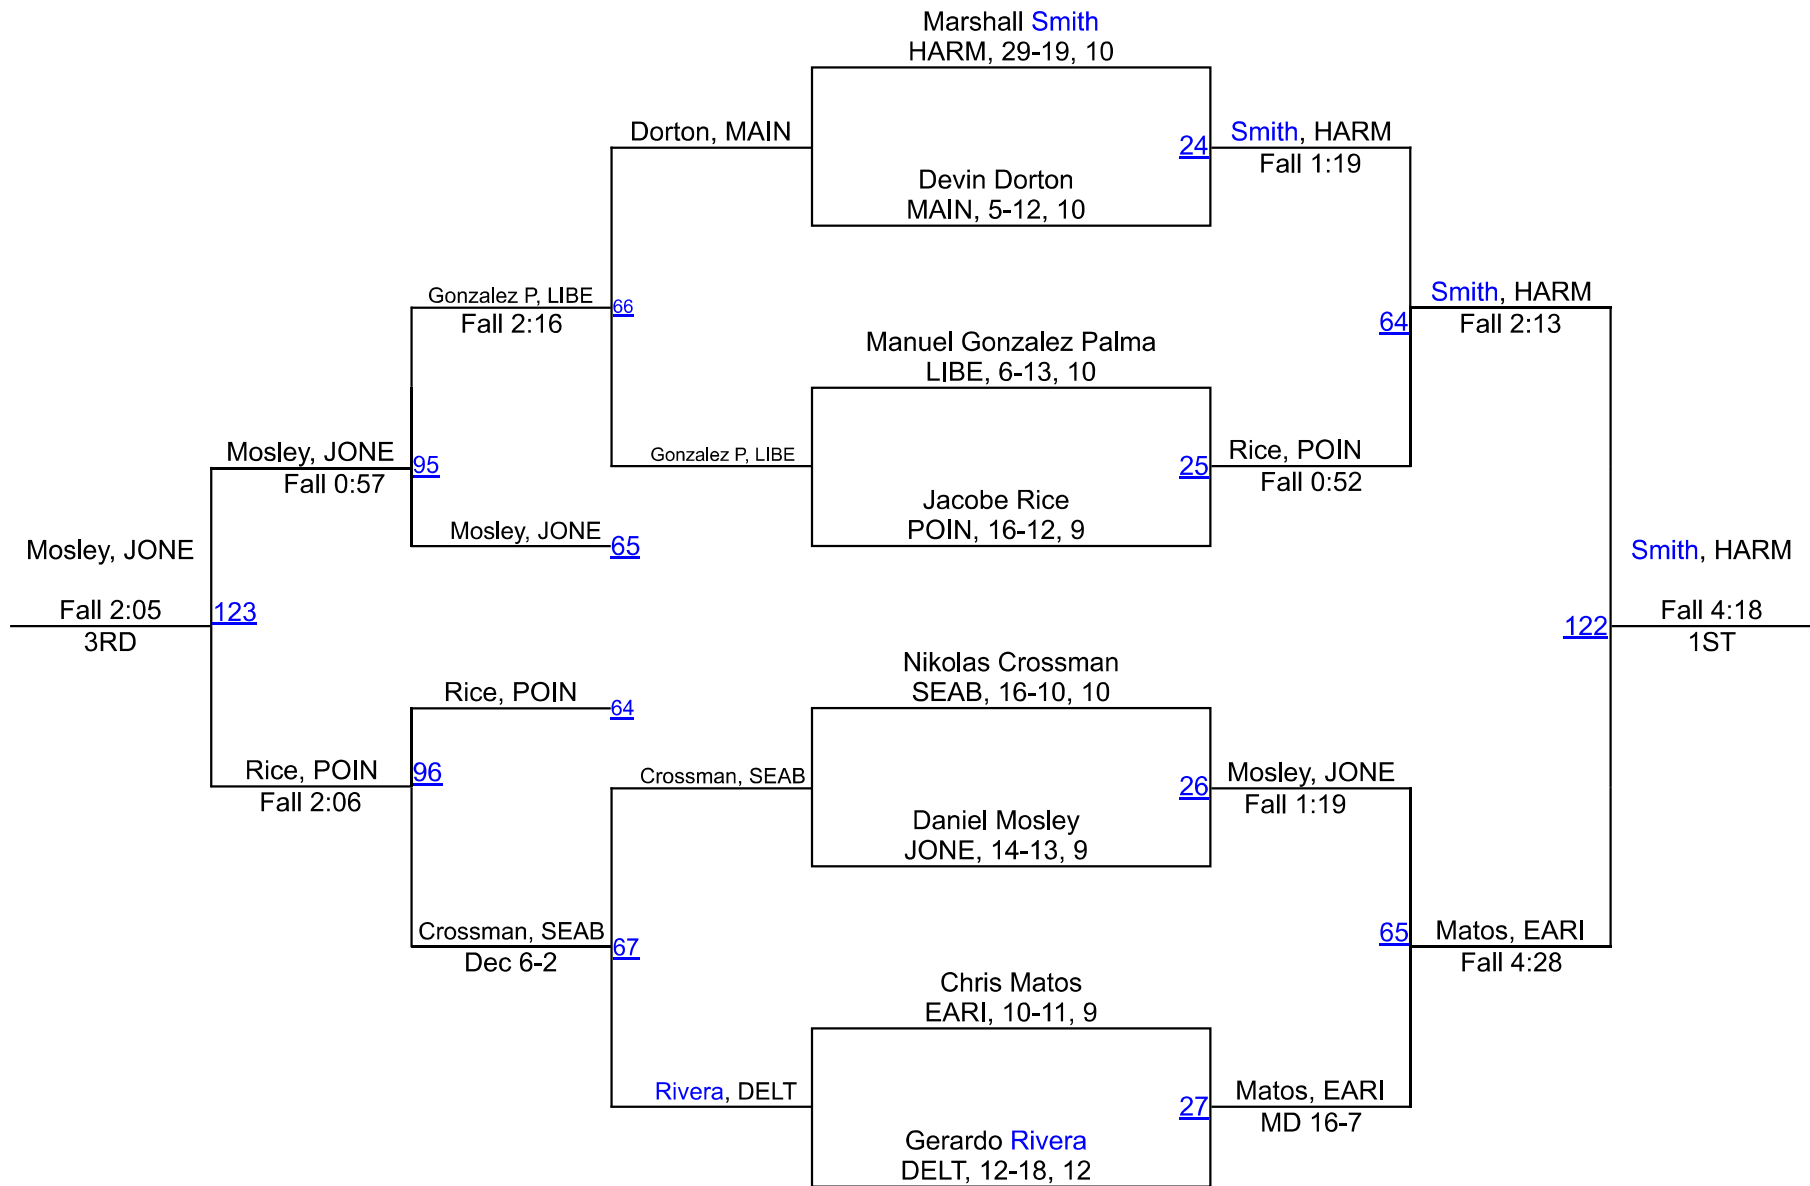 Marshall Smith
HARM, 29-19, 10
Dorton, MAIN
24
Smith, HARM
Fall 1:19
Devin Dorton
MAIN, 5-12, 10
Gonzalez P, LIBE
Fall 2:16
66
Smith, HARM
Fall 2:13
64
Manuel Gonzalez Palma
LIBE, 6-13, 10
Mosley, JONE
Fall 0:57
95
Gonzalez P, LIBE
25
Rice, POIN
Fall 0:52
Jacobe Rice
POIN, 16-12, 9
Mosley, JONE
65
Mosley, JONE
Fall 2:05
3RD
123
Smith, HARM
Fall 4:18
1ST
122
Nikolas Crossman
SEAB, 16-10, 10
Rice, POIN
64
Rice, POIN
Fall 2:06
96
Crossman, SEAB
26
Mosley, JONE
Fall 1:19
Daniel Mosley
JONE, 14-13, 9
Crossman, SEAB
Dec 6-2
67
65
Matos, EARI
Fall 4:28
Chris Matos
EARI, 10-11, 9
Rivera, DELT
27
Matos, EARI
MD 16-7
Gerardo Rivera
DELT, 12-18, 12